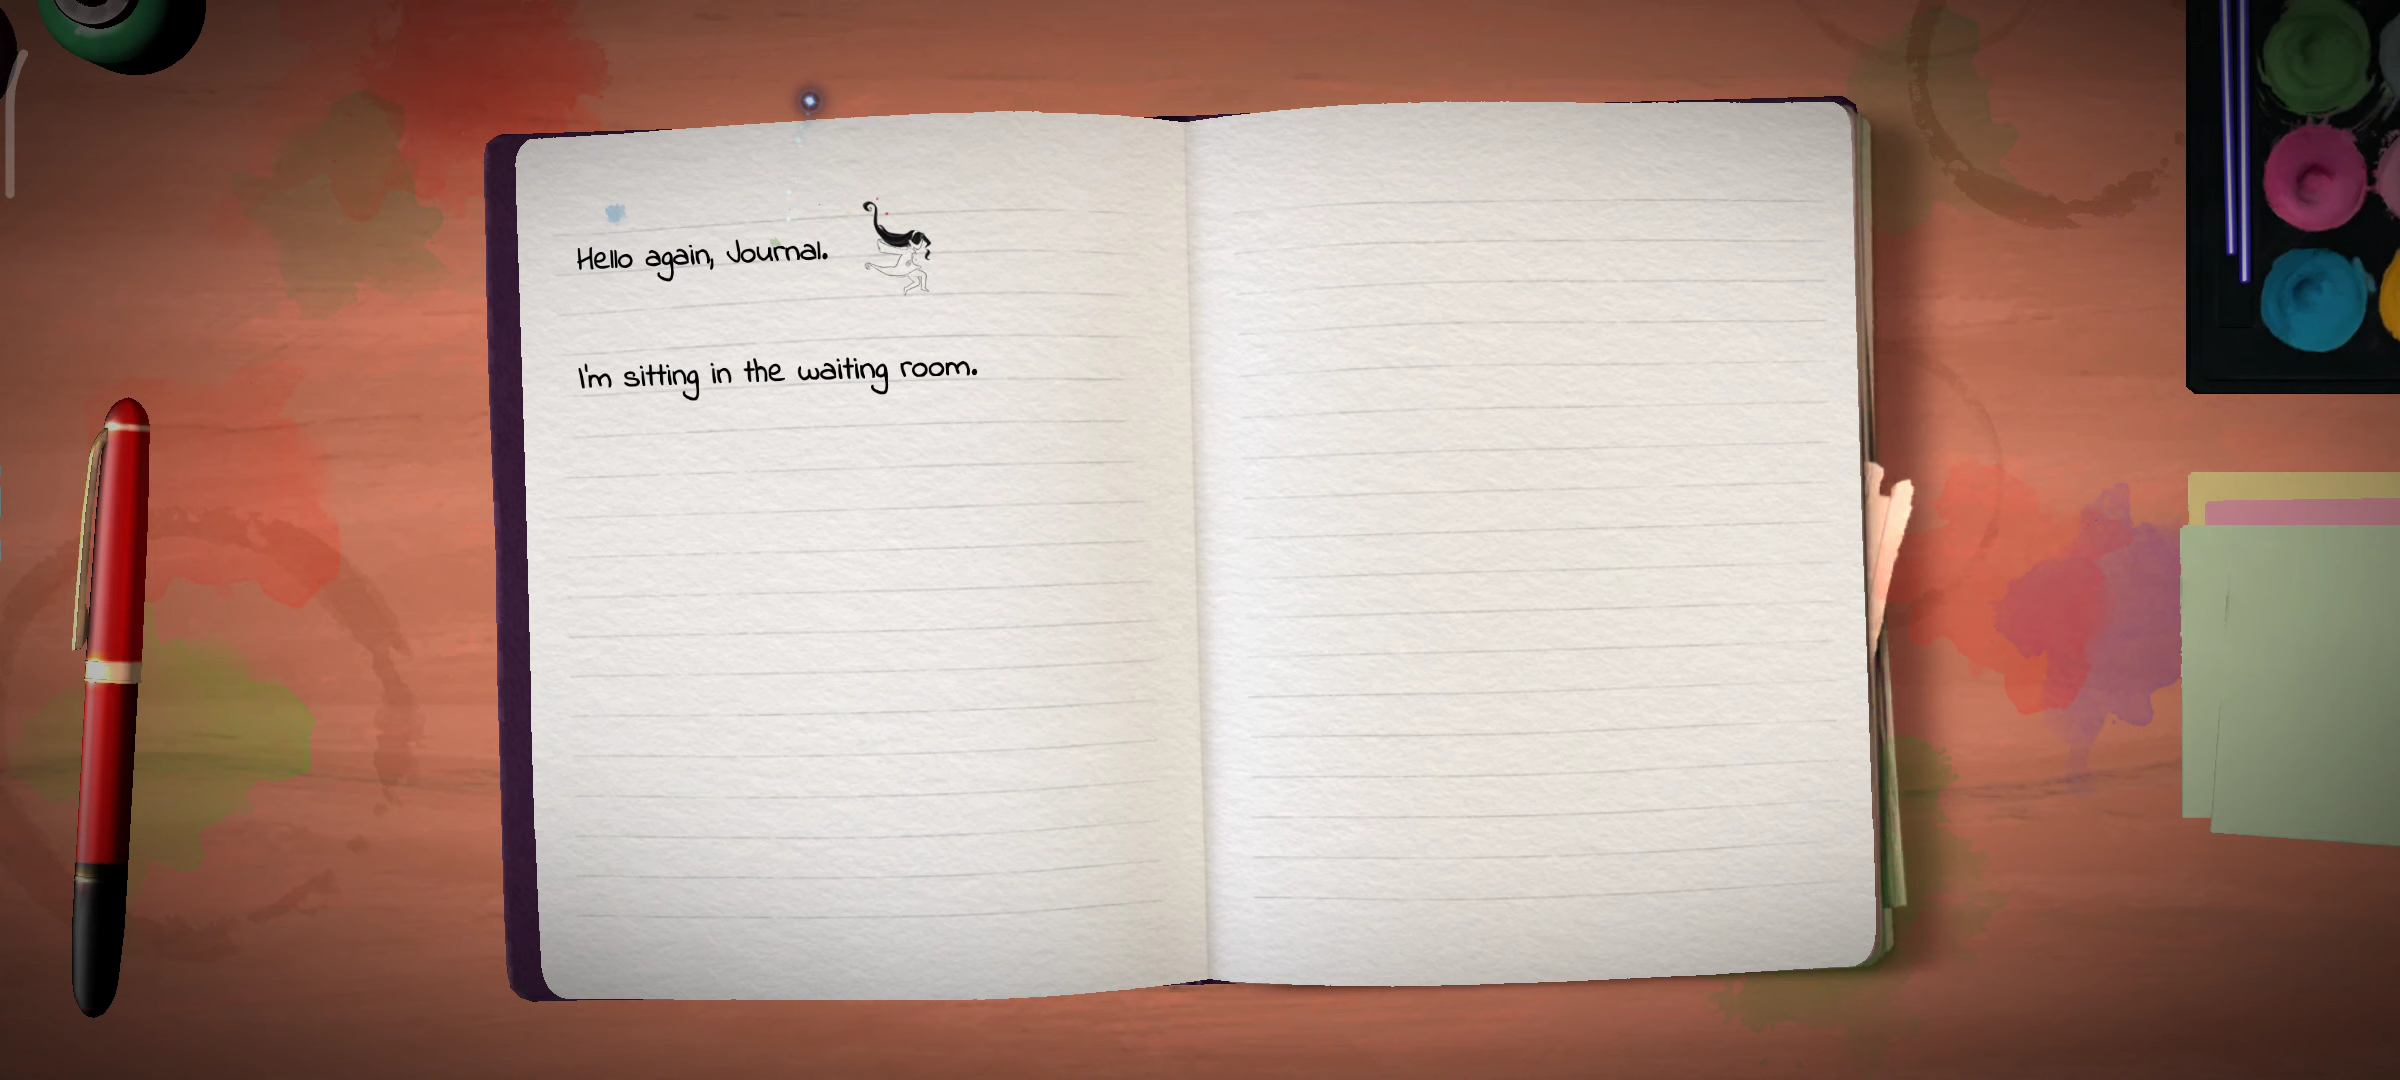 Hello again, Journal.
I'm sitting in the waiting room.